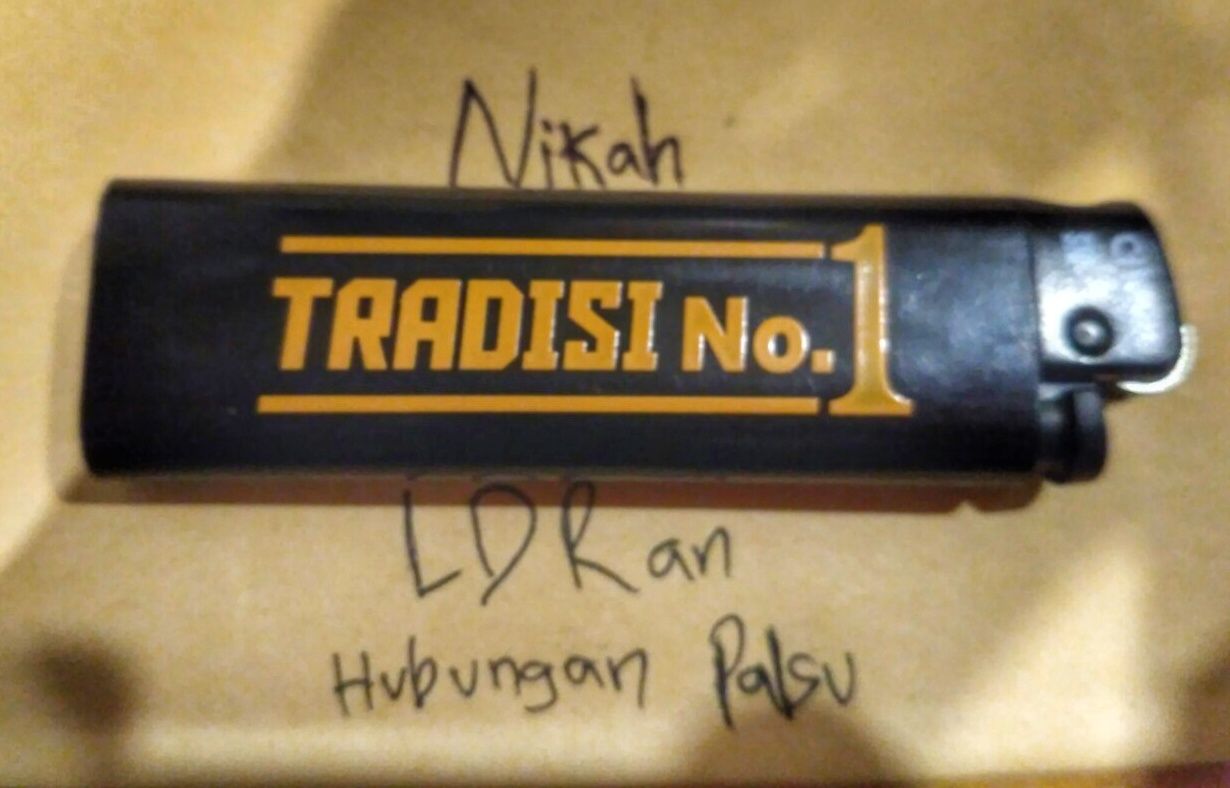 Nikah
TRADISI No.1
LDRan
Hubungan Palsu